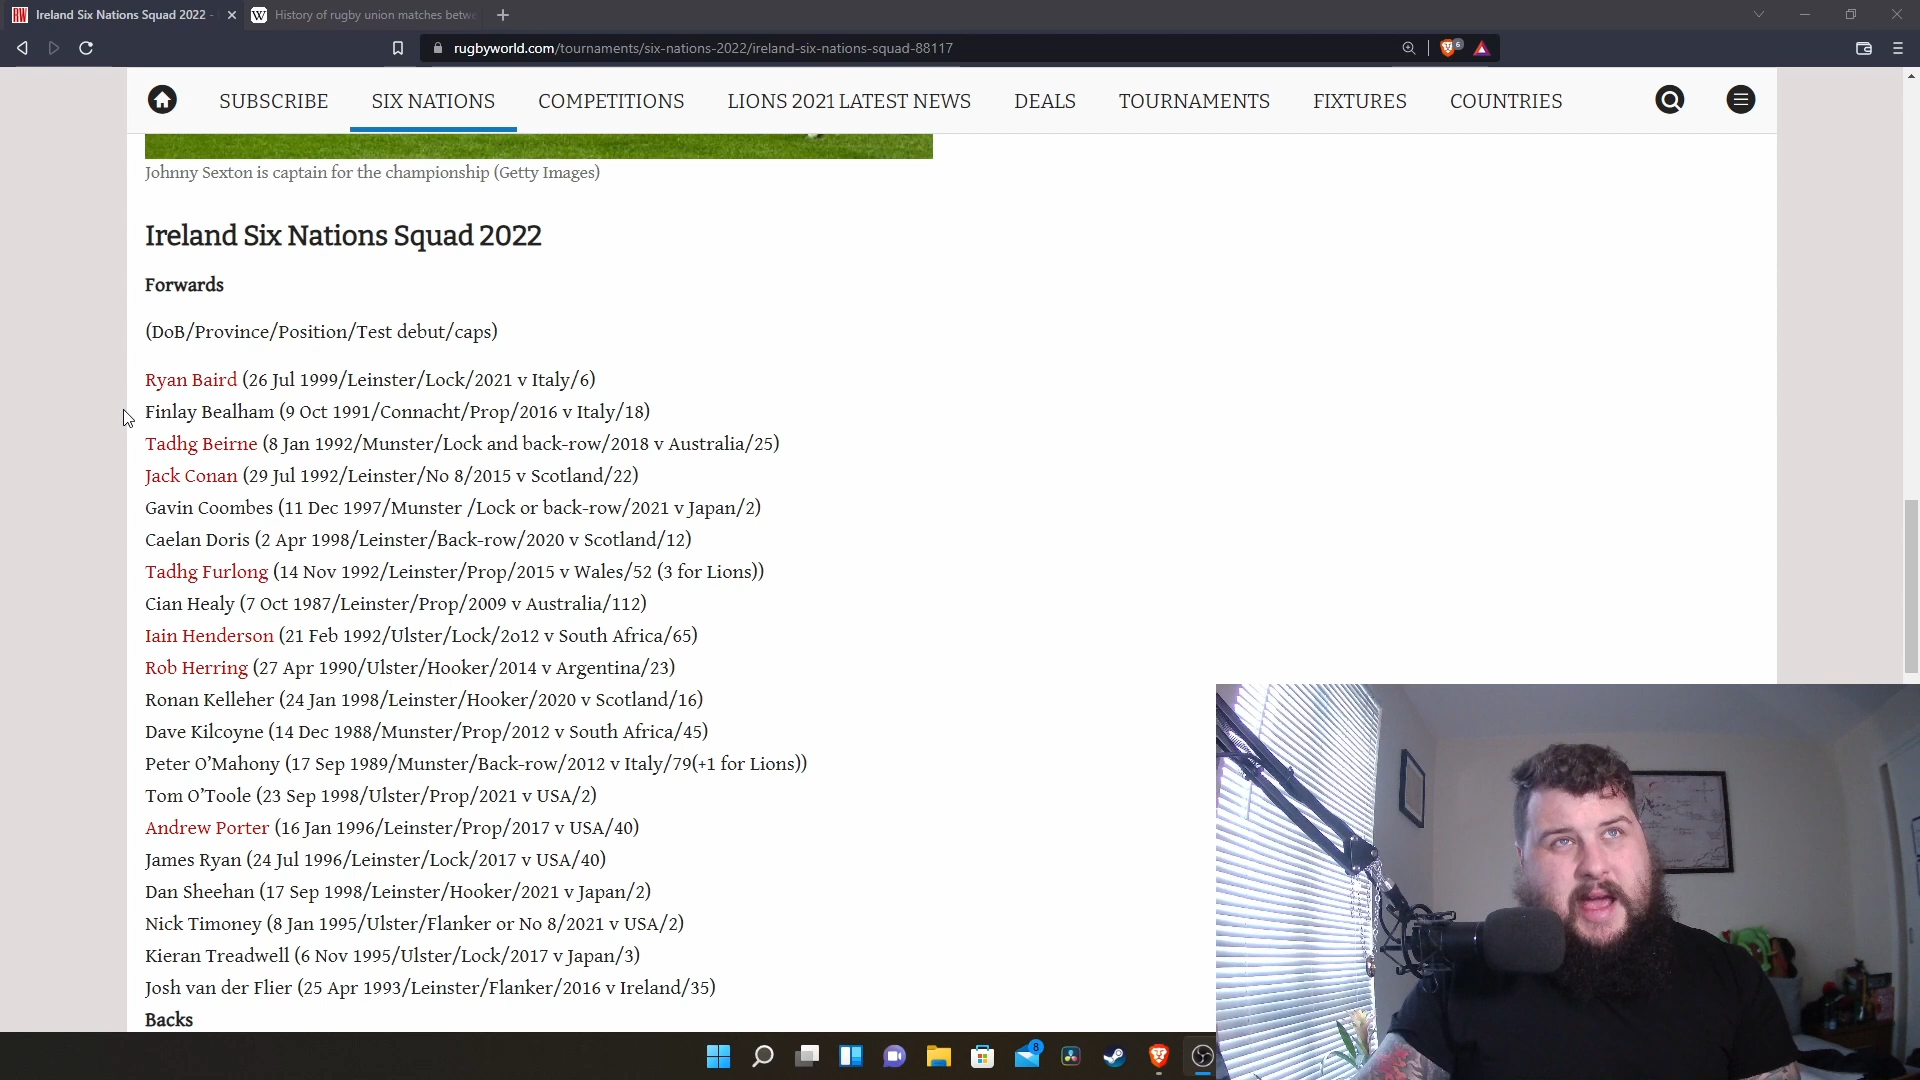 Ireland Six Nations Squad 2022 -
History of rugby union matches betwe
rugbyworld.com/tournaments/six-nations-2022/ireland-six-nations-squad-88117
6
SUBSCRIBE
SIX NATIONS
COMPETITIONS
LIONS 2021 LATEST NEWS
DEALS
TOURNAMENTS
FIXTURES
COUNTRIES
Johnny Sexton is captain for the championship (Getty Images)
Ireland Six Nations Squad 2022
Forwards
(DoB/Province/Position/Test debut/caps)
Ryan Baird (26 Jul 1999/Leinster/Lock/2021 v Italy/6)
Finlay Bealham (9 Oct 1991/Connacht/Prop/2016 v Italy/18)
Tadhg Beirne (8 Jan 1992/Munster/Lock and back-row/2018 v Australia/25)
Jack Conan (29 Jul 1992/Leinster/No 8/2015 v Scotland/22)
Gavin Coombes (11 Dec 1997/Munster /Lock or back-row/2021 v Japan/2)
Caelan Doris (2 Apr 1998/Leinster/Back-row/2020 v Scotland/12)
Tadhg Furlong (14 Nov 1992/Leinster/Prop/2015 v Wales/52 (3 for Lions))
Cian Healy (7 Oct 1987/Leinster/Prop/2009 v Australia/112)
Iain Henderson (21 Feb 1992/Ulster/Lock/2o12 v South Africa/65)
Rob Herring (27 Apr 1990/Ulster/Hooker/2014 v Argentina/23)
Ronan Kelleher (24 Jan 1998/Leinster/Hooker/2020 v Scotland/16)
Dave Kilcoyne (14 Dec 1988/Munster/Prop/2012 v South Africa/45)
Peter O’Mahony (17 Sep 1989/Munster/Back-row/2012 v Italy/79(+1 for Lions))
Tom O’Toole (23 Sep 1998/Ulster/Prop/2021 v USA/2)
Andrew Porter (16 Jan 1996/Leinster/Prop/2017 v USA/40)
James Ryan (24 Jul 1996/Leinster/Lock/2017 v USA/40)
Dan Sheehan (17 Sep 1998/Leinster/Hooker/2021 v Japan/2)
Nick Timoney (8 Jan 1995/Ulster/Flanker or No 8/2021 v USA/2)
Kieran Treadwell (6 Nov 1995/Ulster/Lock/2017 v Japan/3)
Josh van der Flier (25 Apr 1993/Leinster/Flanker/2016 v Ireland/35)
Backs
8